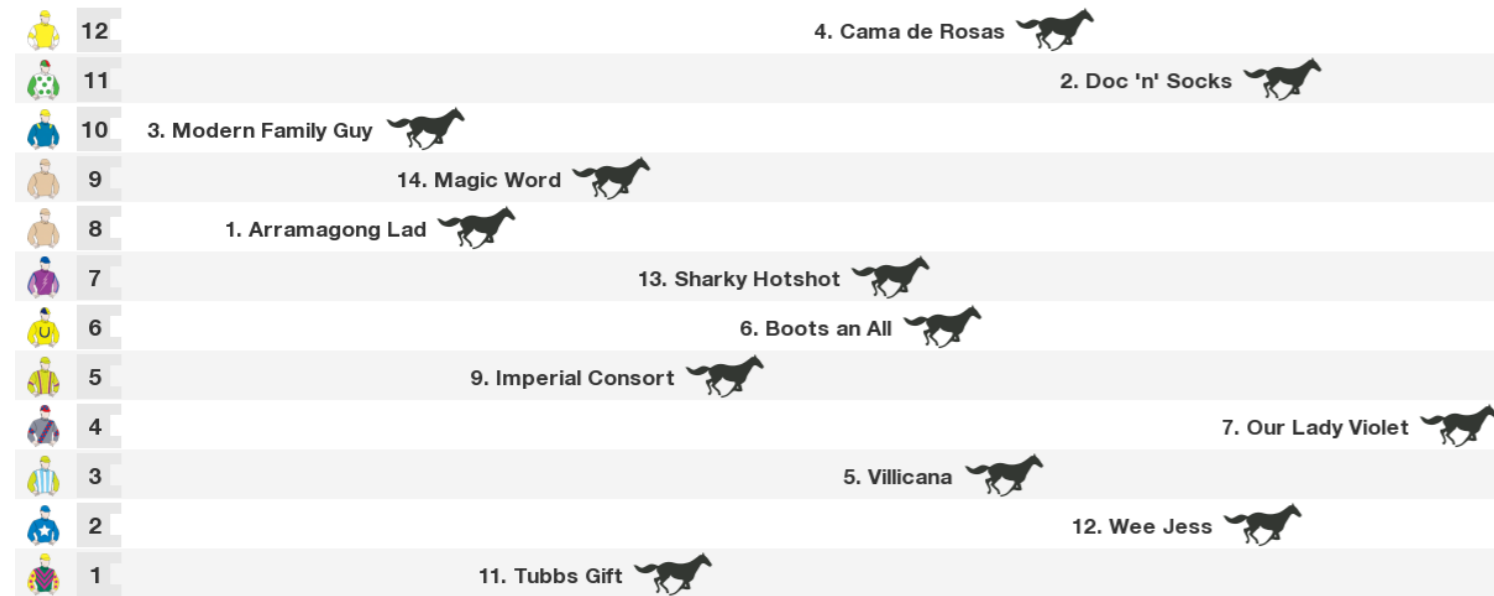 12 4. Cama de Rosas
11 2. Doc 'n' Socks
10 3. Modern Family Guy
9 14. Magic Word
8 1. Arramagong Lad
7 13. Sharky Hotshot
6 6. Boots an All
5 9. Imperial Consort
4 7. Our Lady Violet
3 5. Villicana
2 12. Wee Jess
1 11. Tubbs Gift